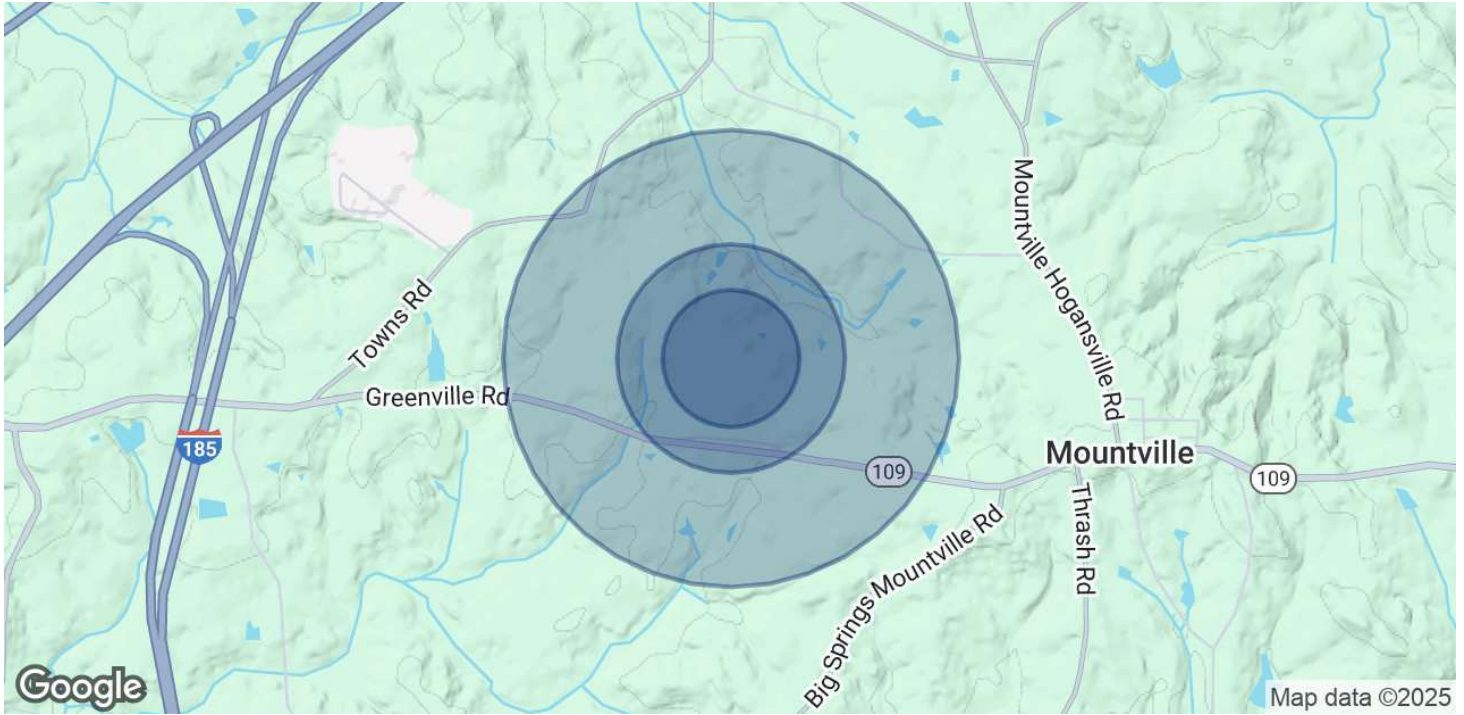 Mountville Hogansville Rd
Towns Rd
Greenville Rd
185
Mountville
109
109
Thrash Rd
Big Springs Mountville Rd
Google
Map data ©2025